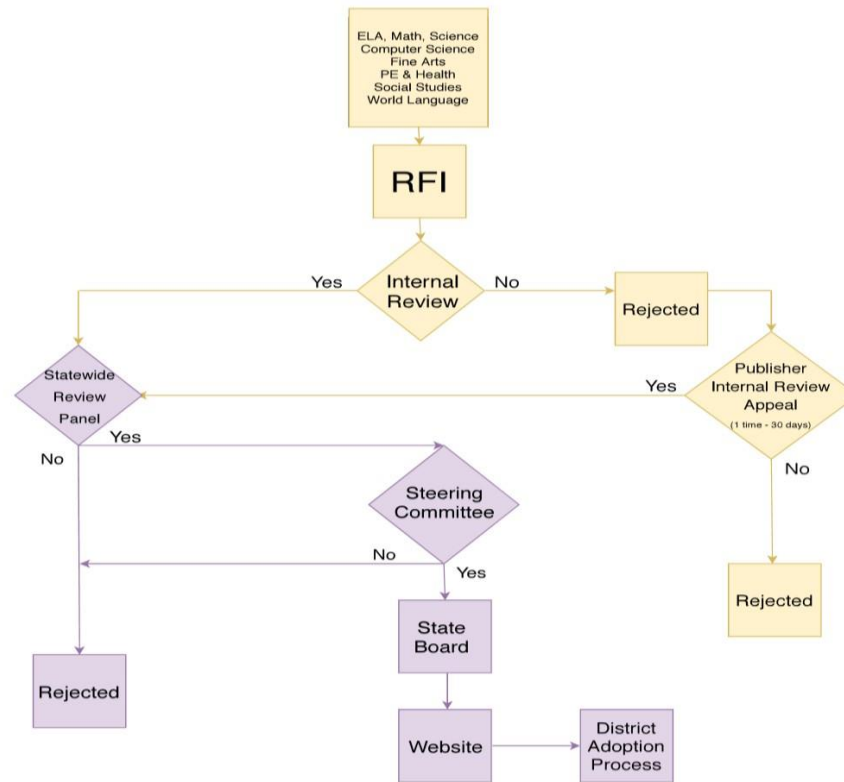 ELA, Math, Science
Computer Science
Fine Arts
PE & Health
Social Studies
World Language
RFI
Yes
Internal
Review
No
Rejected
Statewide
Review
Panel
Yes
Publisher
Internal Review
Appeal
(1 time - 30 days)
No
Yes
No
Steering
Committee
No
Yes
Rejected
State
Board
Rejected
Website
District
Adoption
Process